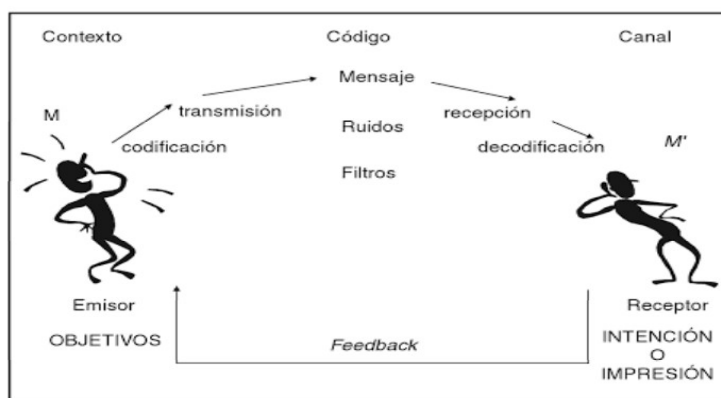 Contexto
Código
Canal
Mensaje
M
transmisión
recepción
Ruidos
codificación
decodificación
M'
Filtros
Emisor
Receptor
OBJETIVOS
Feedback
INTENCIÓN
O
IMPRESIÓN